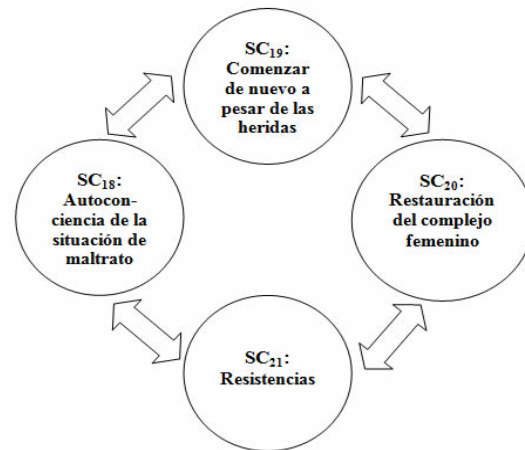 SC₁₉:
Comenzar
de nuevo a
pesar de las
heridas
SC₁₈:
Autocon-
ciencia de la
situación de
maltrato
SC₂₀:
Restauración
del complejo
femenino
SC₂₁:
Resistencias